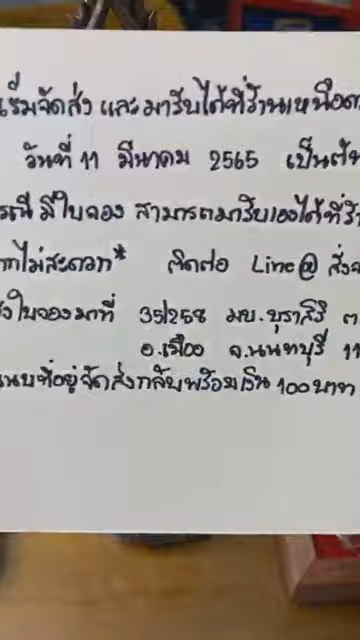 เริ่มจัดส่ง และมารับได้ที่ร้านเหนือ
วันที่ 11 มีนาคม 2565 เป็นต้น
มีใบจอง สามารถมารับเองได้ที่
ไม่สะดวก* ติดต่อ Line@ สั่ง
ใบจองมาที่ 35/258 มบ.บุราสิริ
อ.เมือง จ.นนทบุรี 11
ที่อยู่จัดส่งกลับพร้อมเงิน 100 บาท